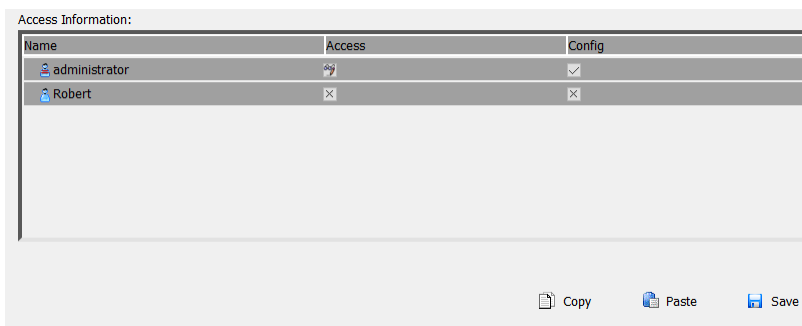 Access Information:
Name Access Config
administrator
Robert
Copy Paste Save